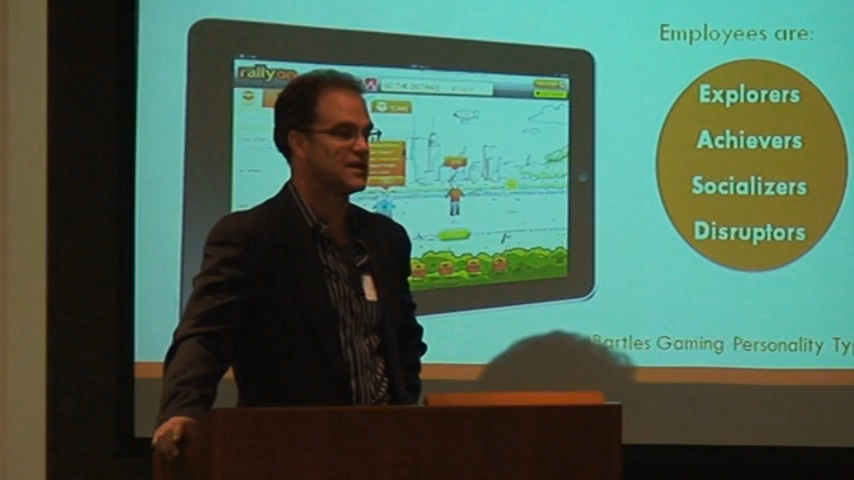 Employees are:
rallyon
Explorers
Achievers
Socializers
Disruptors
Bartles Gaming Personality Typ